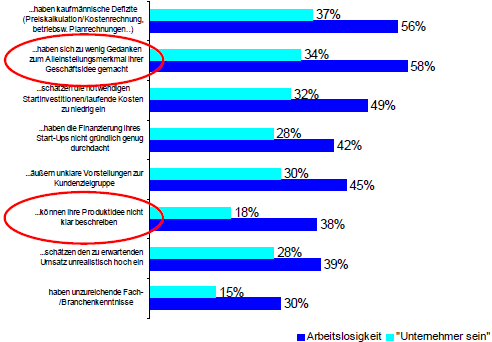 ...haben kaufmännische Defizite
(Preiskalkulation/Kostenrechnung,
betriebsw. Planrechnungen...)
37%
56%
...haben sich zu wenig Gedanken
zum Alleinstellungsmerkmal ihrer
Geschäftsidee gemacht
34%
58%
...schätzen die notwendigen
Startinvestitionen/laufende Kosten
zu niedrig ein
32%
49%
...haben die Finanzierung ihres
Start-Ups nicht gründlich genug
durchdacht
28%
42%
...äußern unklare Vorstellungen zur
Kundenzielgruppe
30%
45%
...können ihre Produktidee nicht
klar beschreiben
18%
38%
...schätzen den zu erwartenden
Umsatz unrealistisch hoch ein
28%
39%
haben unzureichende Fach-
/Branchenkenntnisse
15%
30%
Arbeitslosigkeit "Unternehmer sein"